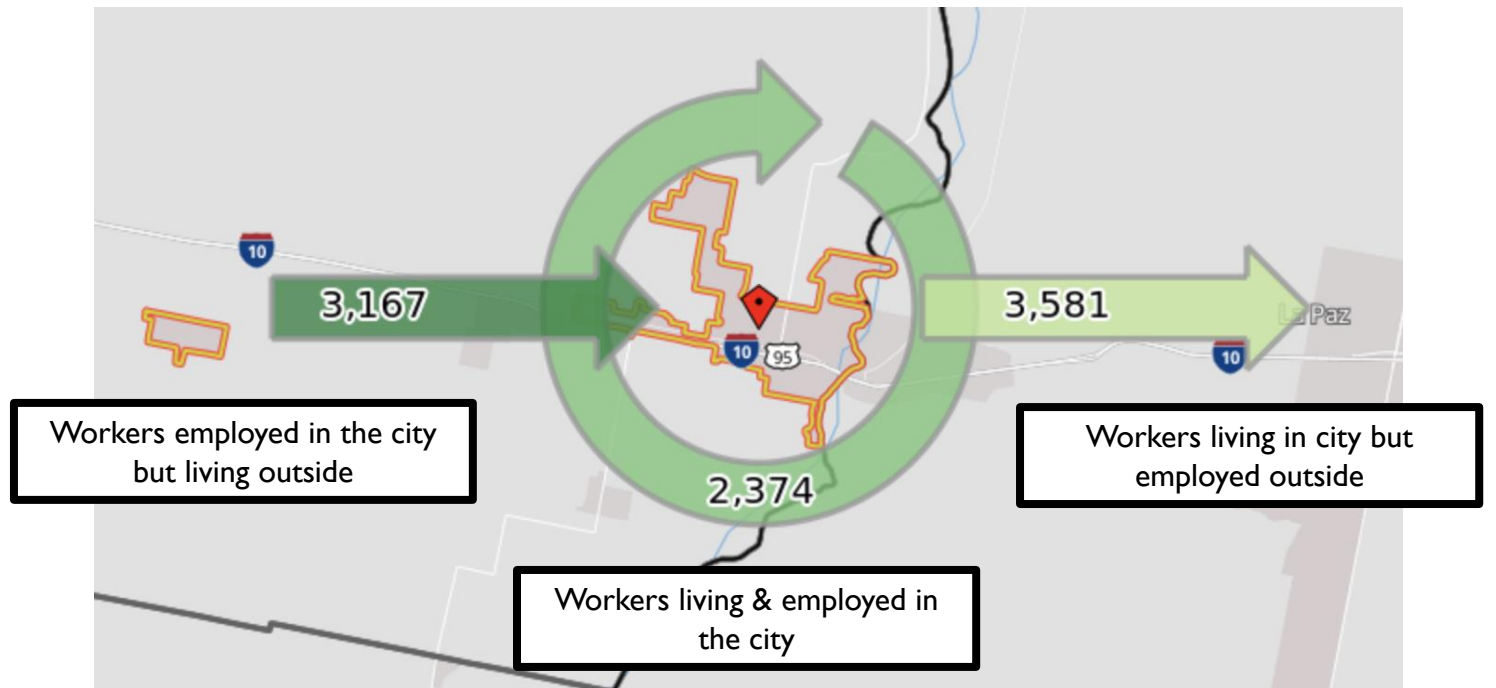 10
3,167
3,581
La Paz
10
95
10
Workers employed in the city
but living outside
Workers living in city but
employed outside
2,374
Workers living & employed in
the city